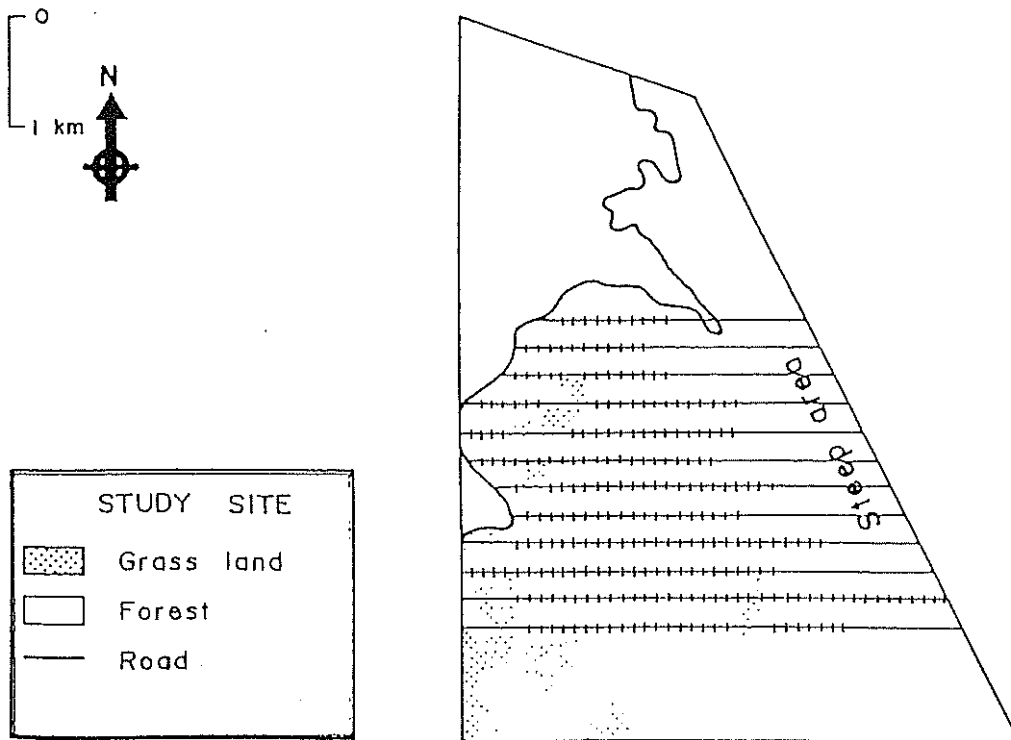 0
1 km
N
Steep area
STUDY SITE
Grass land
Forest
Road